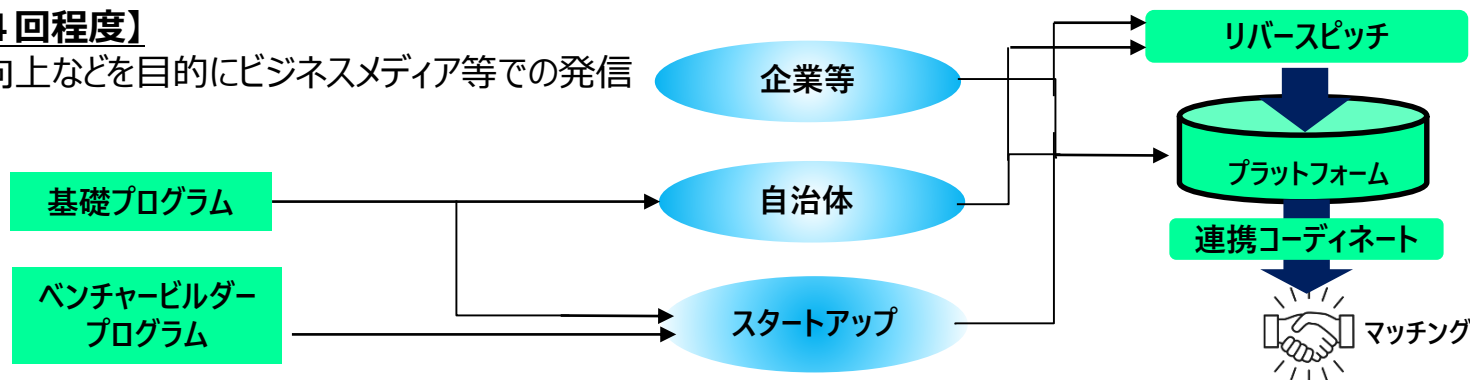 4回程度】
向上などを目的にビジネスメディア等での発信
企業等
リバースピッチ
プラットフォーム
基礎プログラム
自治体
連携コーディネート
ベンチャービルダー
プログラム
スタートアップ
マッチング